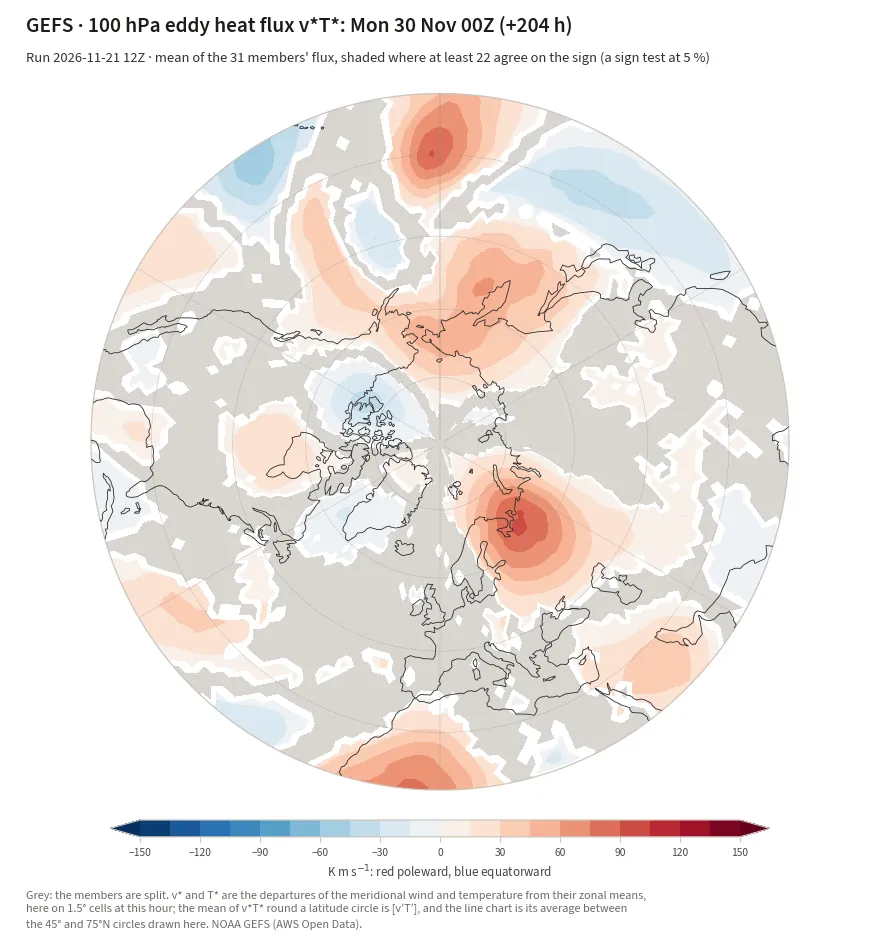 GEFS · 100 hPa eddy heat flux v*T*: Mon 30 Nov 00Z (+204 h)
Run 2026-11-21 12Z · mean of the 31 members' flux, shaded where at least 22 agree on the sign (a sign test at 5 %)
−150 −120 −90 −60 −30 0 30 60 90 120 150
K m s⁻¹: red poleward, blue equatorward
Grey: the members are split. v* and T* are the departures of the meridional wind and temperature from their zonal means,
here on 1.5° cells at this hour; the mean of v*T* round a latitude circle is [v'T'], and the line chart is its average between
the 45° and 75°N circles drawn here. NOAA GEFS (AWS Open Data).